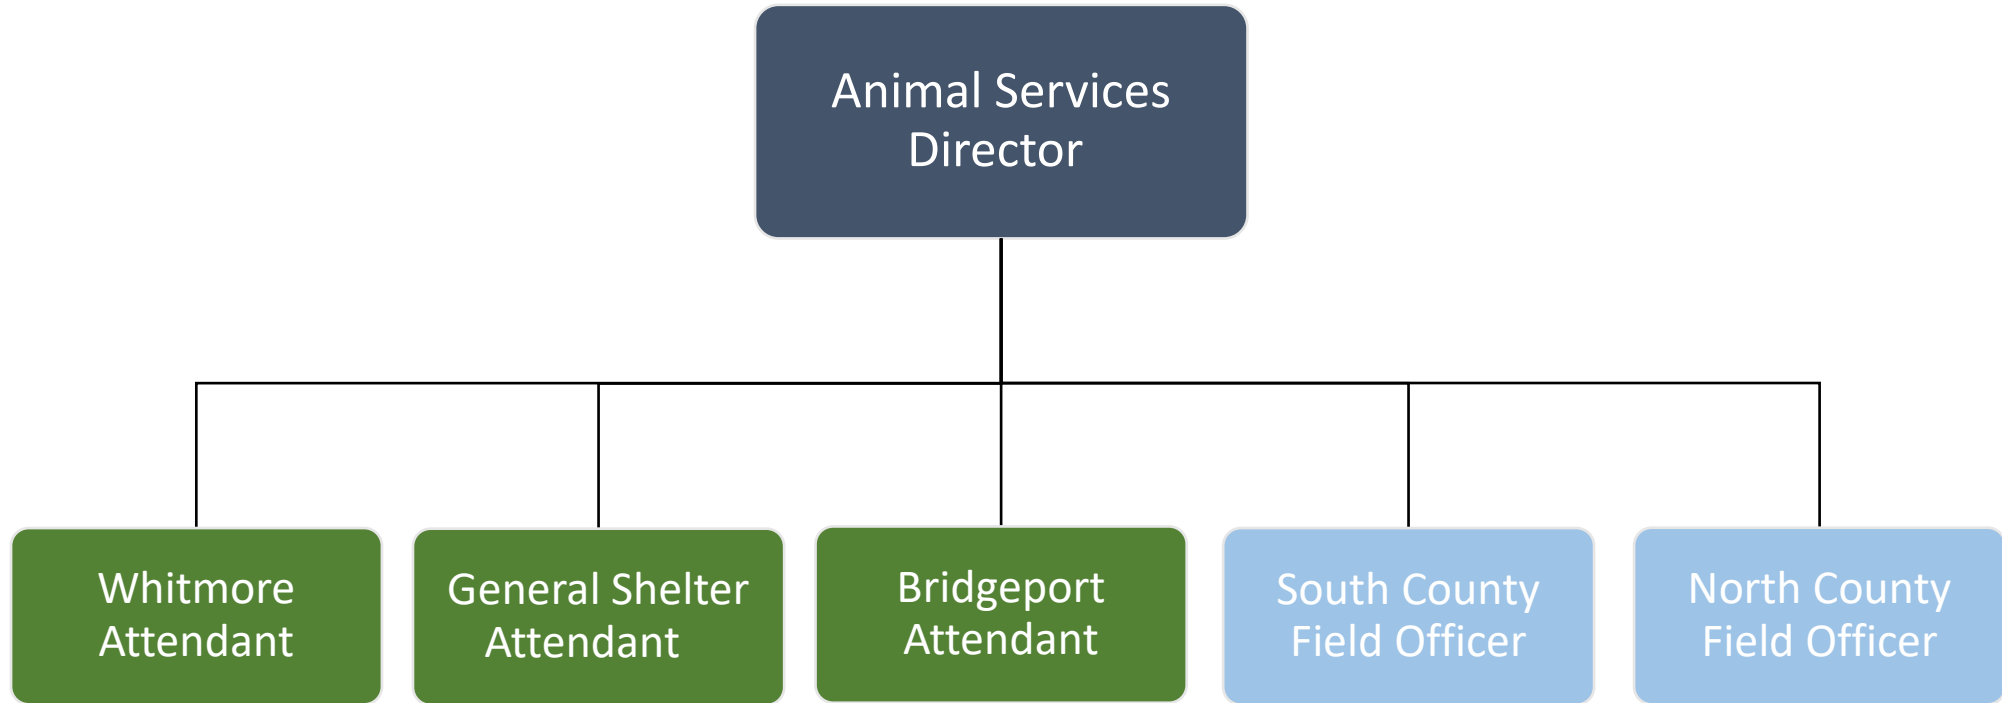 Animal Services
Director
Whitmore
Attendant
General Shelter
Attendant
Bridgeport
Attendant
South County
Field Officer
North County
Field Officer